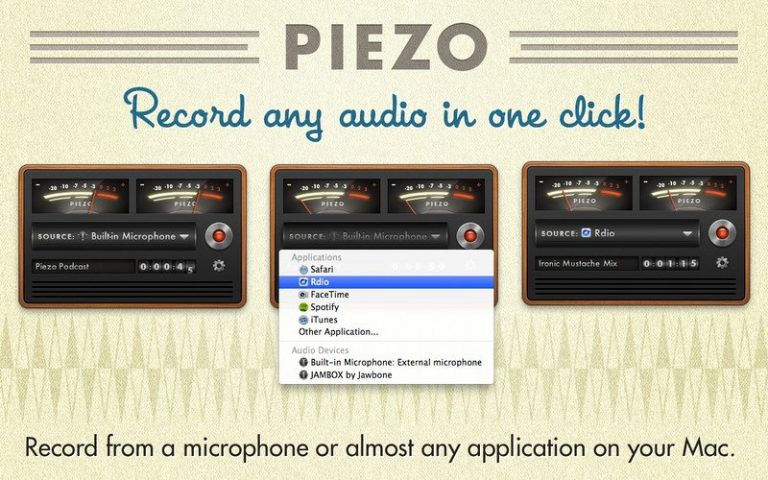 PIEZO
Record any audio in one click!
-20 -10 -7 -5 -3 0 1 2 3 +
PIEZO
-20 -10 -7 -5 -3 0 1 2 3 +
PIEZO
SOURCE: Built-in Microphone
Piezo Podcast
0:00:45
-20 -10 -7 -5 -3 0 1 2 3 +
PIEZO
-20 -10 -7 -5 -3 0 1 2 3 +
PIEZO
SOURCE: Built-in Microphone
Applications
Safari
Rdio
FaceTime
Spotify
iTunes
Other Application...
Audio Devices
Built-in Microphone: External microphone
JAMBOX by Jawbone
-20 -10 -7 -5 -3 0 1 2 3 +
PIEZO
-20 -10 -7 -5 -3 0 1 2 3 +
PIEZO
SOURCE: Rdio
Ironic Mustache Mix
0:01:15
Record from a microphone or almost any application on your Mac.